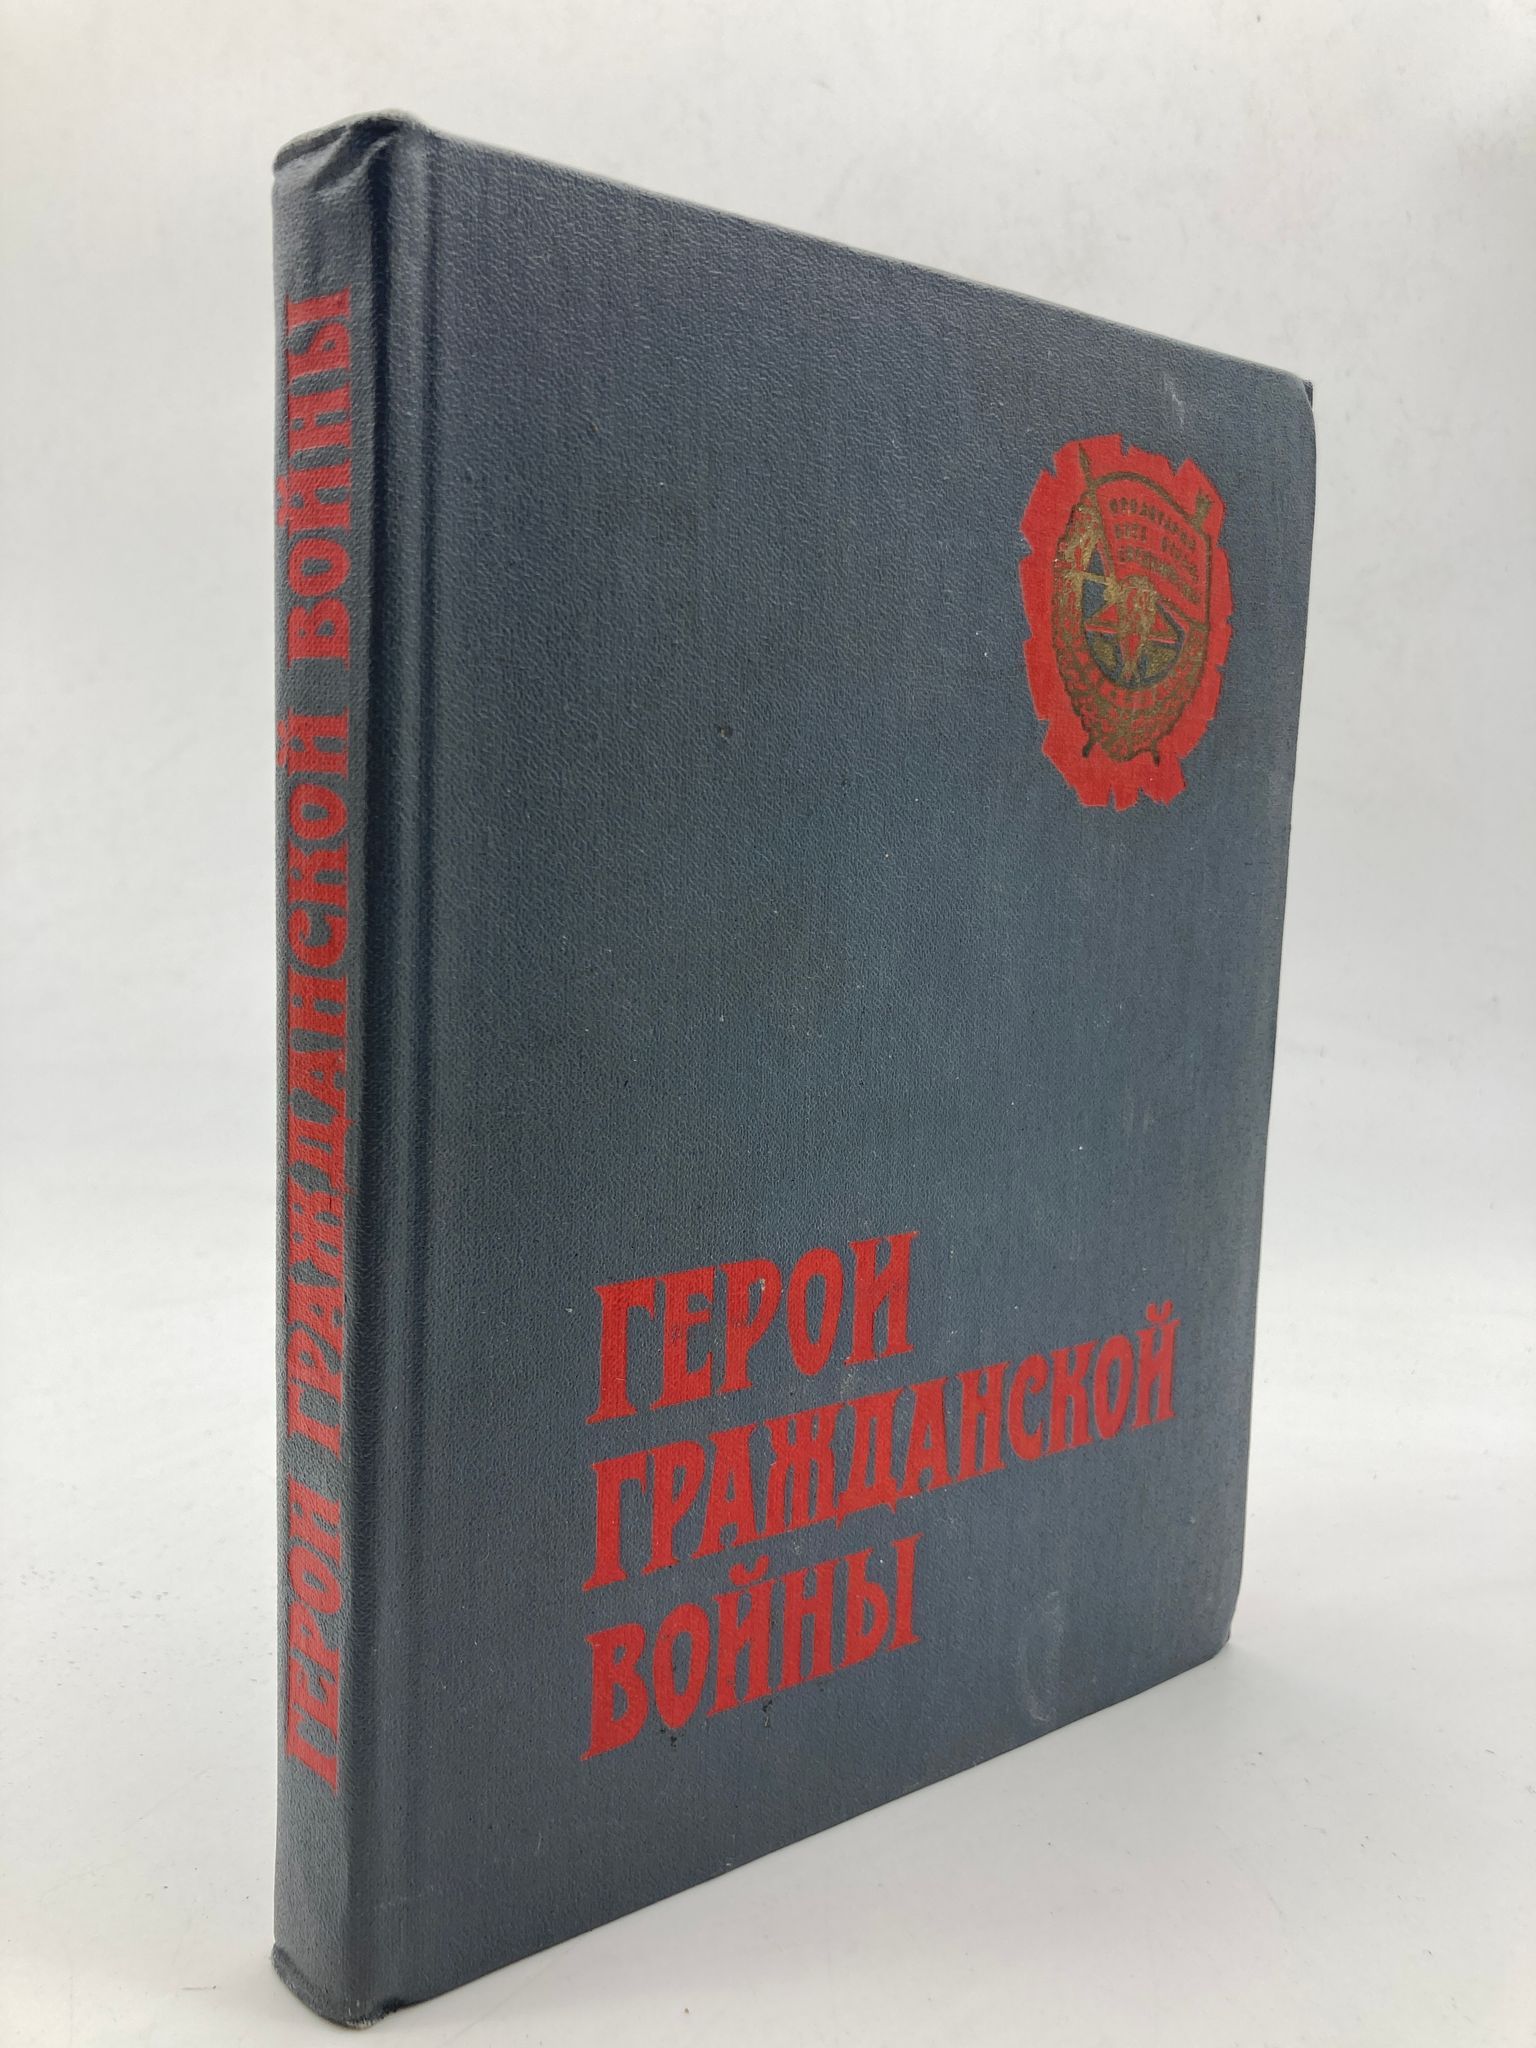 ГЕРОИ ГРАЖДАНСКОЙ ВОЙНЫ
ГЕРОИ
ГРАЖДАНСКОЙ
ВОЙНЫ